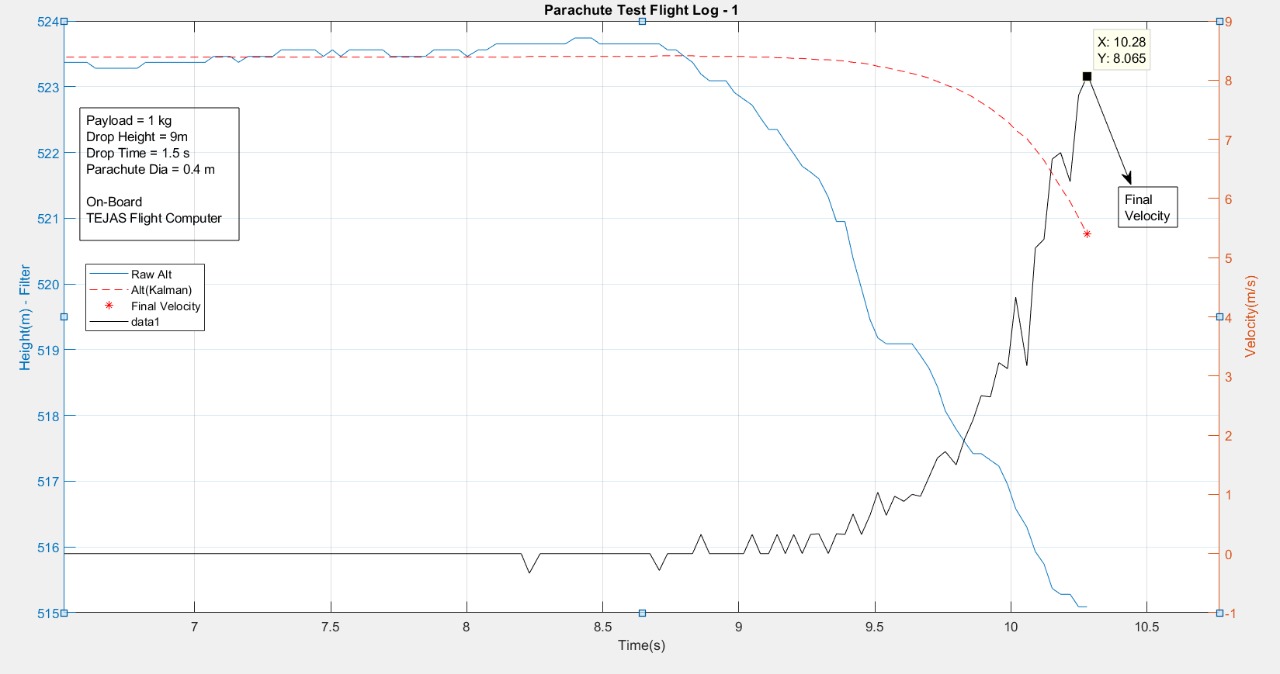 Parachute Test Flight Log - 1
524
523
522
521
520
519
518
517
516
515
Height(m) - Filter
Payload = 1 kg
Drop Height = 9m
Drop Time = 1.5 s
Parachute Dia = 0.4 m
On-Board
TEJAS Flight Computer
Raw Alt
Alt(Kalman)
Final Velocity
data1
X: 10.28
Y: 8.065
Final
Velocity
9
8
7
6
5
4
3
2
1
0
-1
Velocity(m/s)
7
7.5
8
8.5
9
9.5
10
10.5
Time(s)